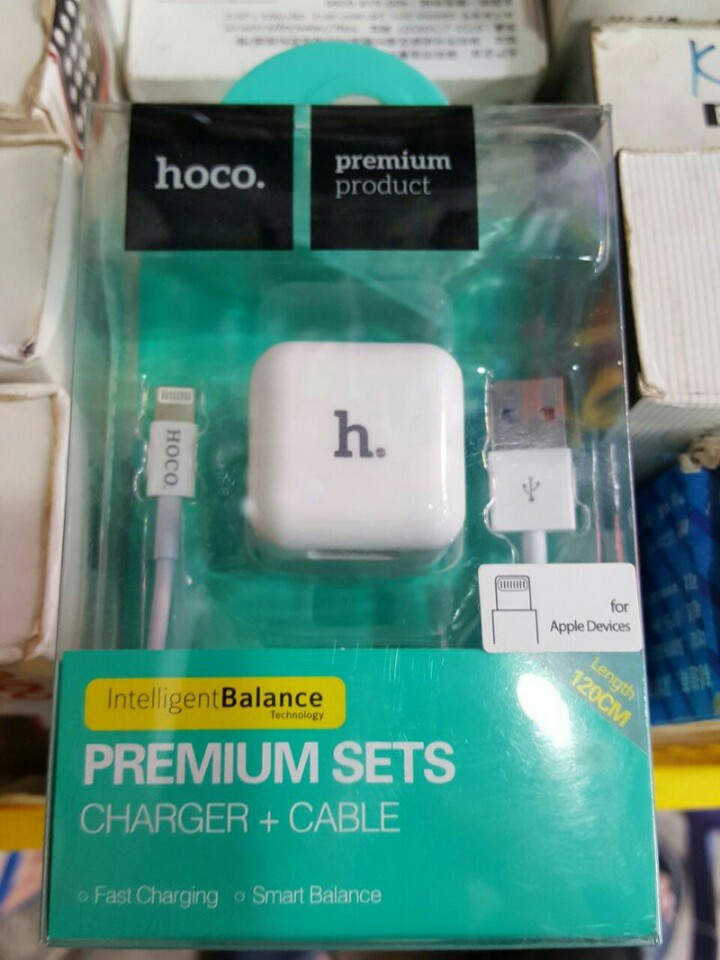 hoco.
premium
product
h.
HOCO.
for
Apple Devices
Length
120CM
IntelligentBalance
Technology
PREMIUM SETS
CHARGER + CABLE
Fast Charging
Smart Balance
K